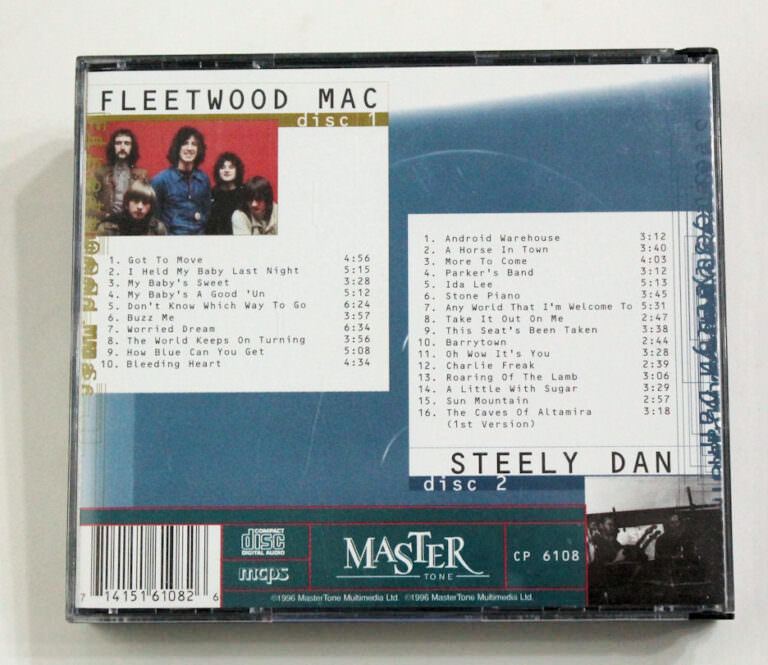 FLEETWOOD MAC
disc 1
1. Got To Move 4:56
2. I Held My Baby Last Night 5:15
3. My Baby's Sweet 3:28
4. My Baby's A Good 'Un 5:12
5. Don't Know Which Way To Go 6:24
6. Buzz Me 3:57
7. Worried Dream 6:34
8. The World Keeps On Turning 3:56
9. How Blue Can You Get 5:08
10. Bleeding Heart 4:34
1. Android Warehouse 3:12
2. A Horse In Town 3:40
3. More To Come 4:03
4. Parker's Band 3:12
5. Ida Lee 5:13
6. Stone Piano 3:45
7. Any World That I'm Welcome To 5:31
8. Take It Out On Me 2:47
9. This Seat's Been Taken 3:38
10. Barrytown 2:44
11. Oh Wow It's You 3:28
12. Charlie Freak 2:39
13. Roaring Of The Lamb 3:06
14. A Little With Sugar 3:29
15. Sun Mountain 2:57
16. The Caves Of Altamira 3:18
(1st Version)
STEELY DAN
disc 2
COMPACT
disc
DIGITAL AUDIO
mcps
MASTER
TONE
CP 6108
7 14151 61082 6
©1996 MasterTone Multimedia Ltd. ℗1996 MasterTone Multimedia Ltd.